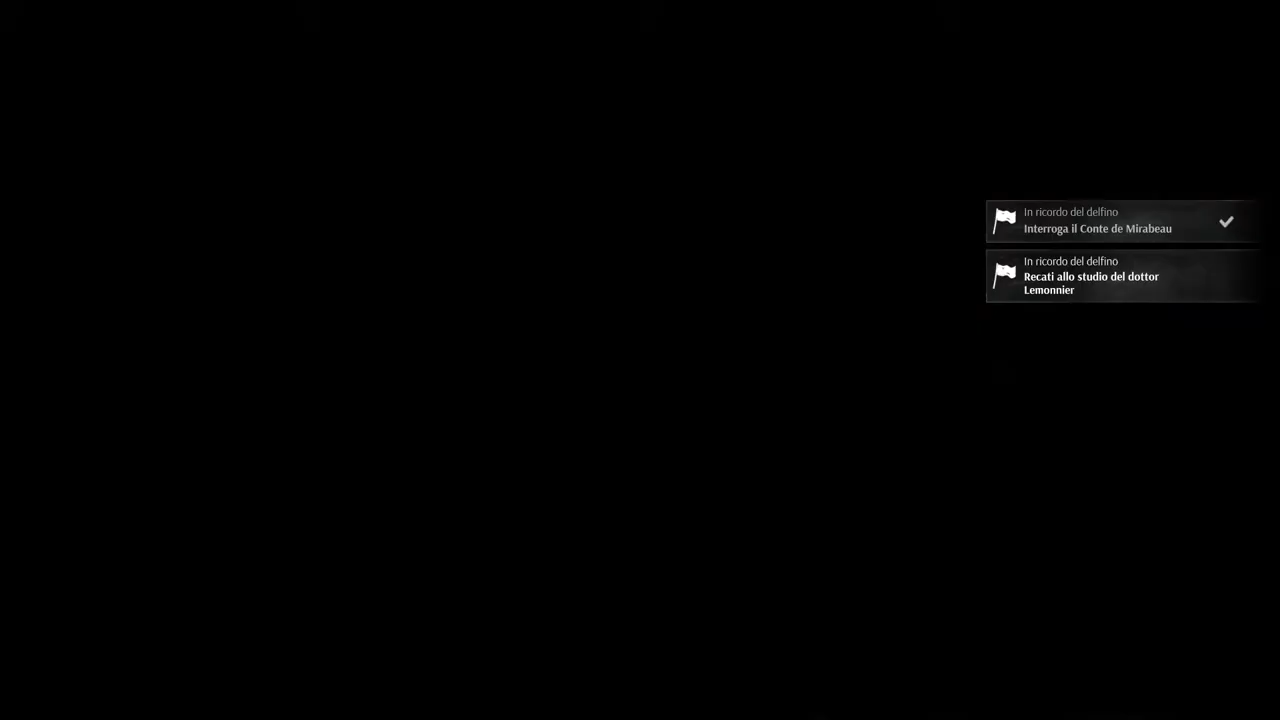 In ricordo del delfino
Interroga il Conte de Mirabeau
In ricordo del delfino
Recati allo studio del dottor
Lemonnier